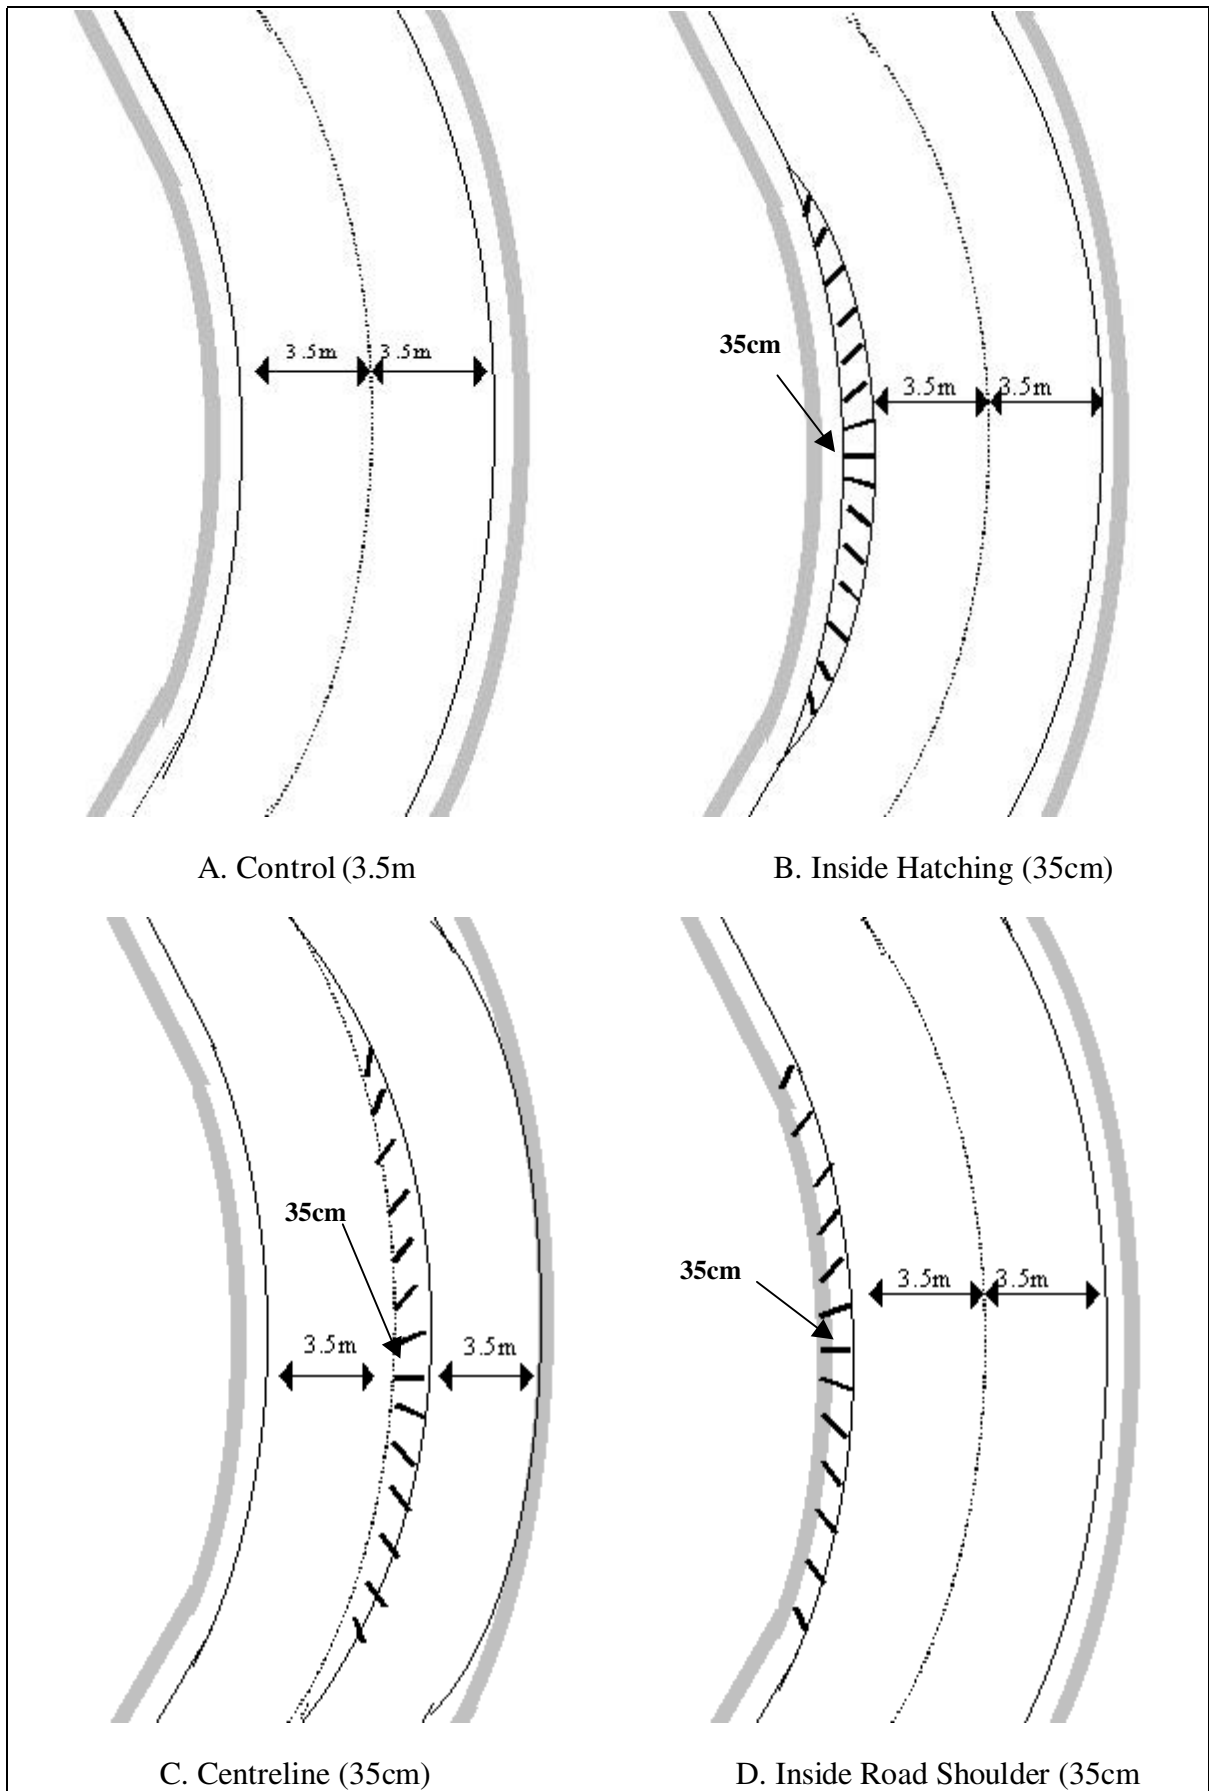 3.5m 3.5m
35cm
3.5m 3.5m
A. Control (3.5m
B. Inside Hatching (35cm)
35cm
3.5m 3.5m
35cm
3.5m 3.5m
C. Centreline (35cm)
D. Inside Road Shoulder (35cm